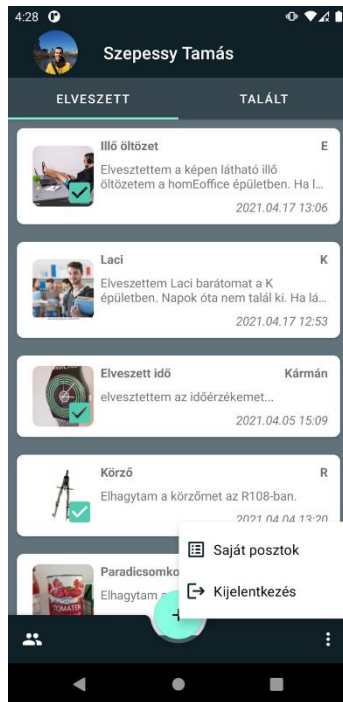 4:28
Szepessy Tamás
ELVESZETT TALÁLT
Illő öltözet E
Elvesztettem a képen látható illő
öltözetem a homEoffice épületben. Ha l...
2021.04.17 13:06
Laci K
Elveszettem Laci barátomat a K
épületben. Napok óta nem talál ki. Ha lá...
2021.04.17 12:53
Elveszett idő Kármán
elvesztettem az időérzékemet...
2021.04.05 15:09
Körző R
Elhagytam a körzőmet az R108-ban.
2021.04.04 13:20
Saját posztok
Paradicsomko
Kijelentkezés
Elhagytam a
TOMATE
+